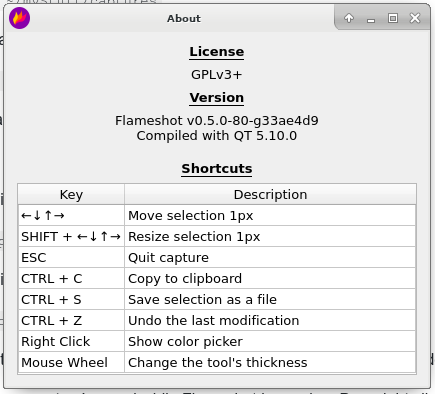 About
License
GPLv3+
Version
Flameshot v0.5.0-80-g33ae4d9
Compiled with QT 5.10.0
Shortcuts
Key Description
←↓↑→ Move selection 1px
SHIFT + ←↓↑→ Resize selection 1px
ESC Quit capture
CTRL + C Copy to clipboard
CTRL + S Save selection as a file
CTRL + Z Undo the last modification
Right Click Show color picker
Mouse Wheel Change the tool's thickness